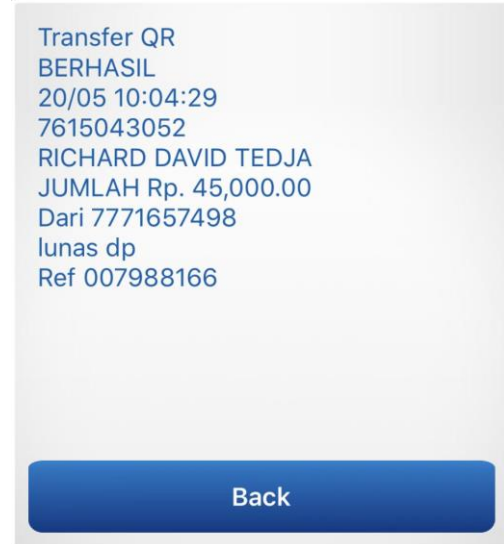 Transfer QR
BERHASIL
20/05 10:04:29
7615043052
RICHARD DAVID TEDJA
JUMLAH Rp. 45,000.00
Dari 7771657498
lunas dp
Ref 007988166
Back